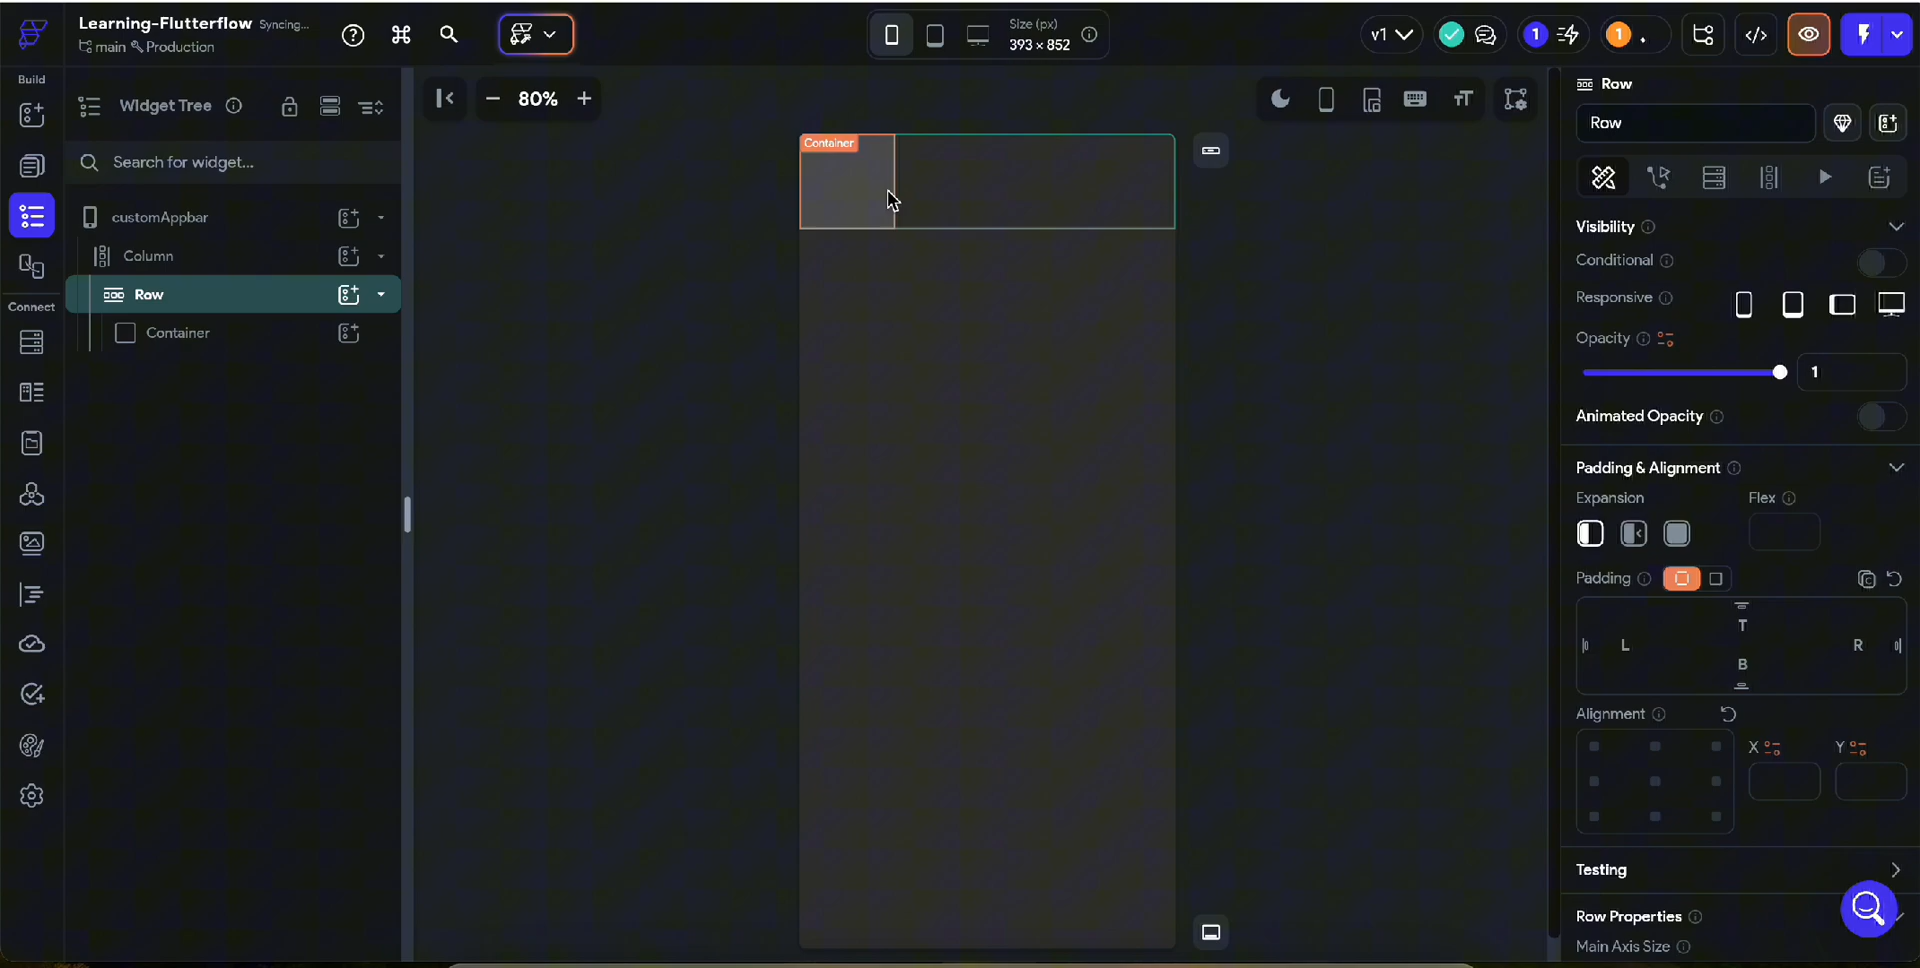 Learning-Flutterflow Syncing...
main Production
Size (px)
393 × 852
v1
1
1
Build
Widget Tree
80%
Search for widget...
customAppbar
Column
Row
Container
Connect
Container
Row
Row
Visibility
Conditional
Responsive
Opacity
1
Animated Opacity
Padding & Alignment
Expansion Flex
Padding
T
L R
B
Alignment
X Y
Testing
Row Properties
Main Axis Size